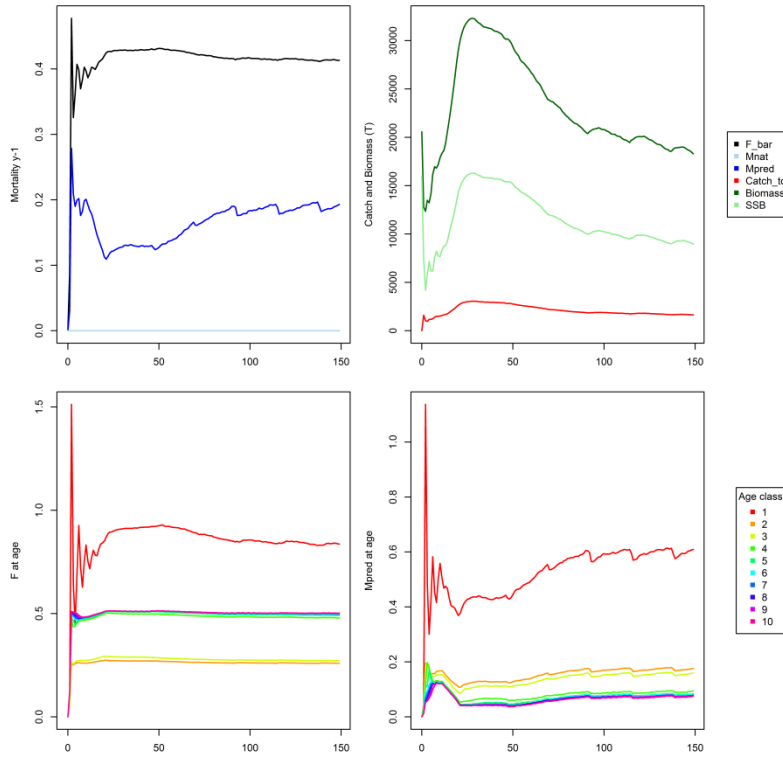 Mortality y-1
0.4
0.3
0.2
0.1
0.0
0 50 100 150
Catch and Biomass (T)
30000
25000
20000
15000
10000
5000
0
0 50 100 150
F_bar
Mnat
Mpred
Catch_to
Biomass
SSB
F at age
1.5
1.0
0.5
0.0
0 50 100 150
Mpred at age
1.0
0.8
0.6
0.4
0.2
0.0
0 50 100 150
Age class
1
2
3
4
5
6
7
8
9
10